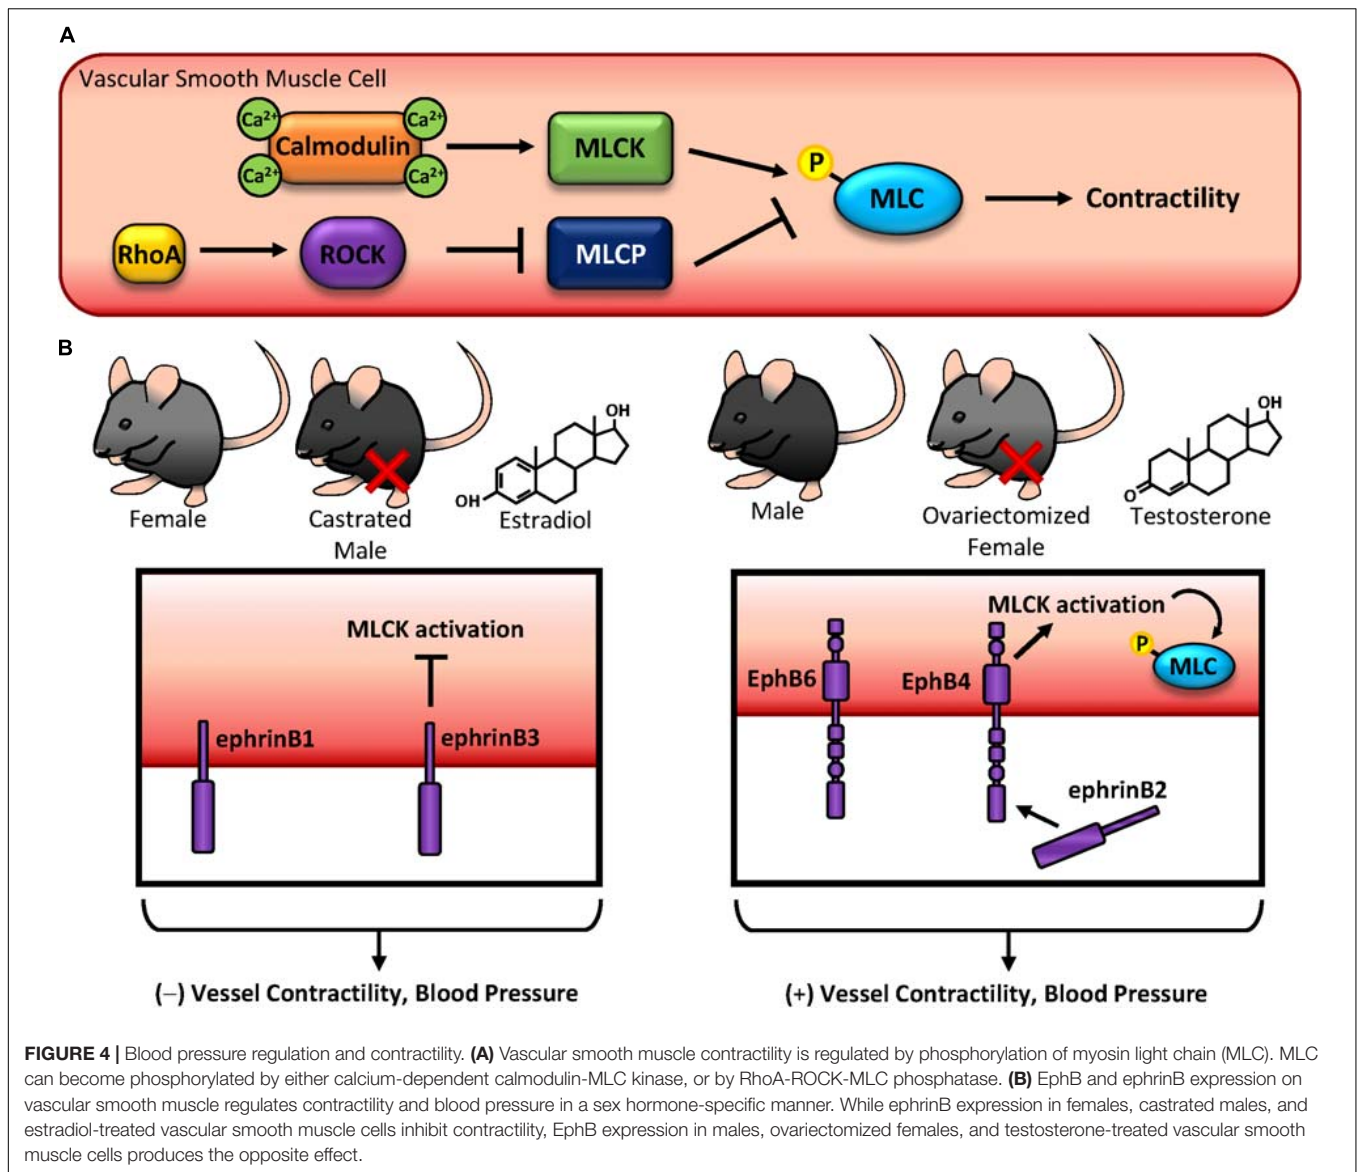 A
Vascular Smooth Muscle Cell
Ca²⁺ Ca²⁺
Calmodulin MLCK
Ca²⁺ Ca²⁺
P
MLC Contractility
RhoA ROCK MLCP
B
OH OH
OH O
Female Castrated Male Estradiol
Male Ovariectomized Female Testosterone
MLCK activation
ephrinB1 ephrinB3
MLCK activation
P
MLC
EphB6 EphB4
ephrinB2
(−) Vessel Contractility, Blood Pressure
(+) Vessel Contractility, Blood Pressure
FIGURE 4 | Blood pressure regulation and contractility. (A) Vascular smooth muscle contractility is regulated by phosphorylation of myosin light chain (MLC). MLC
can become phosphorylated by either calcium-dependent calmodulin-MLC kinase, or by RhoA-ROCK-MLC phosphatase. (B) EphB and ephrinB expression on
vascular smooth muscle regulates contractility and blood pressure in a sex hormone-specific manner. While ephrinB expression in females, castrated males, and
estradiol-treated vascular smooth muscle cells inhibit contractility, EphB expression in males, ovariectomized females, and testosterone-treated vascular smooth
muscle cells produces the opposite effect.